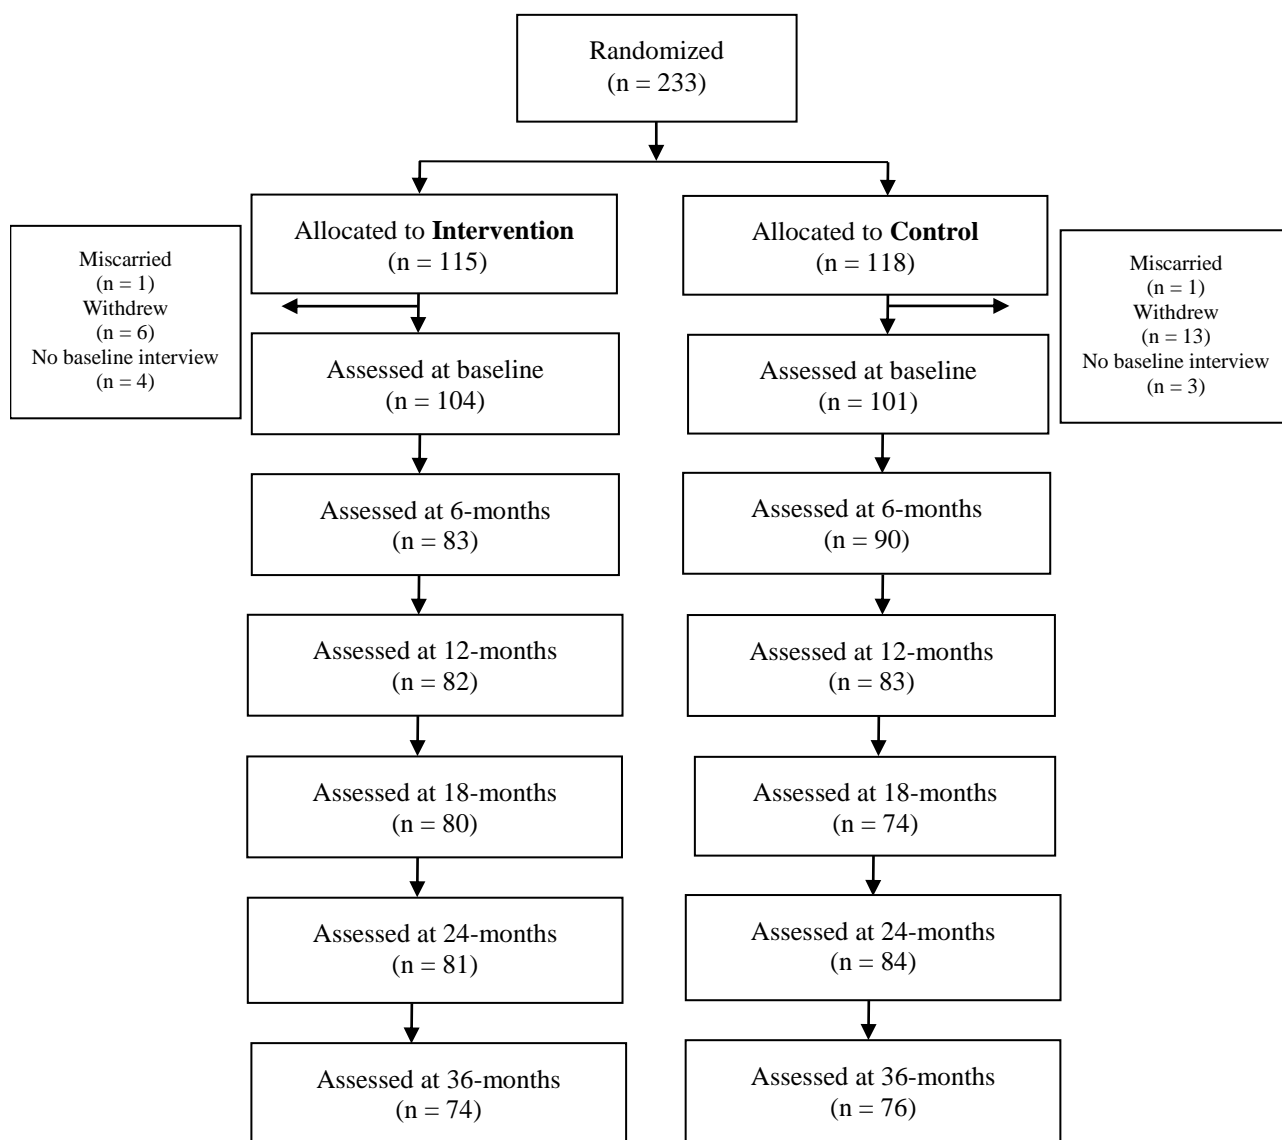 Randomized
(n = 233)
Allocated to Intervention
(n = 115)
Allocated to Control
(n = 118)
Miscarried
(n = 1)
Withdrew
(n = 6)
No baseline interview
(n = 4)
Miscarried
(n = 1)
Withdrew
(n = 13)
No baseline interview
(n = 3)
Assessed at baseline
(n = 104)
Assessed at baseline
(n = 101)
Assessed at 6-months
(n = 83)
Assessed at 6-months
(n = 90)
Assessed at 12-months
(n = 82)
Assessed at 12-months
(n = 83)
Assessed at 18-months
(n = 80)
Assessed at 18-months
(n = 74)
Assessed at 24-months
(n = 81)
Assessed at 24-months
(n = 84)
Assessed at 36-months
(n = 74)
Assessed at 36-months
(n = 76)